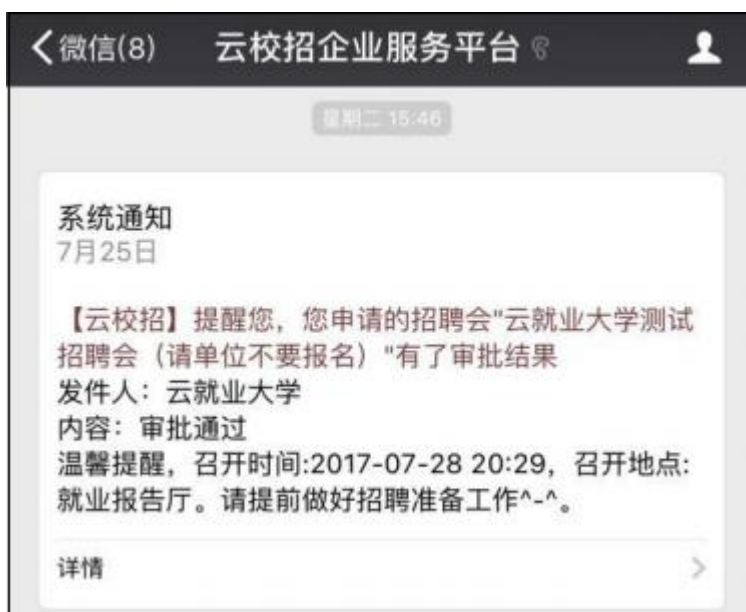 微信(8) 云校招企业服务平台
星期二 15:46
系统通知
7月25日
【云校招】提醒您，您申请的招聘会"云就业大学测试
招聘会（请单位不要报名）"有了审批结果
发件人：云就业大学
内容：审批通过
温馨提醒，召开时间:2017-07-28 20:29，召开地点:
就业报告厅。请提前做好招聘准备工作^-^。
详情